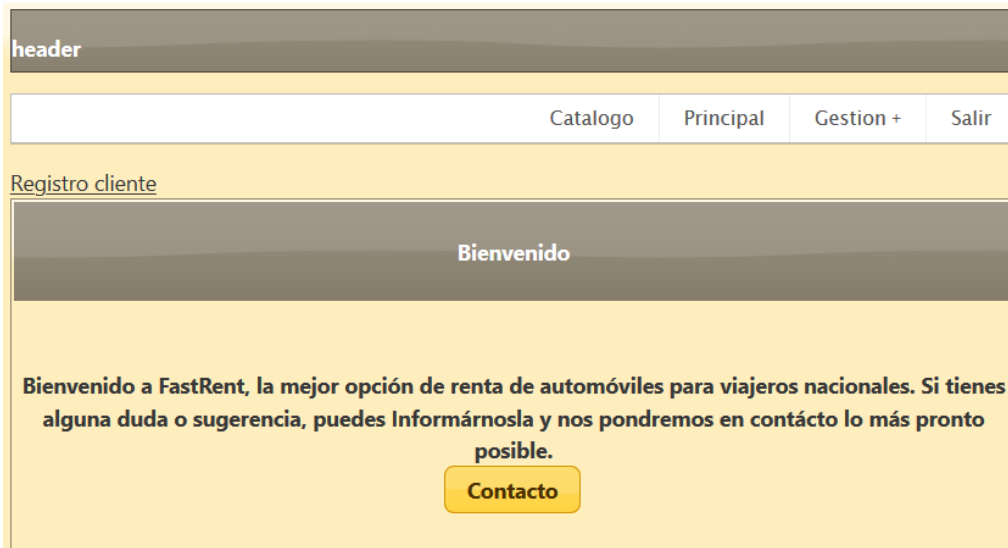 header
Catalogo Principal Gestion + Salir
Registro cliente
Bienvenido
Bienvenido a FastRent, la mejor opción de renta de automóviles para viajeros nacionales. Si tienes
alguna duda o sugerencia, puedes Informárnosla y nos pondremos en contácto lo más pronto
posible.
Contacto